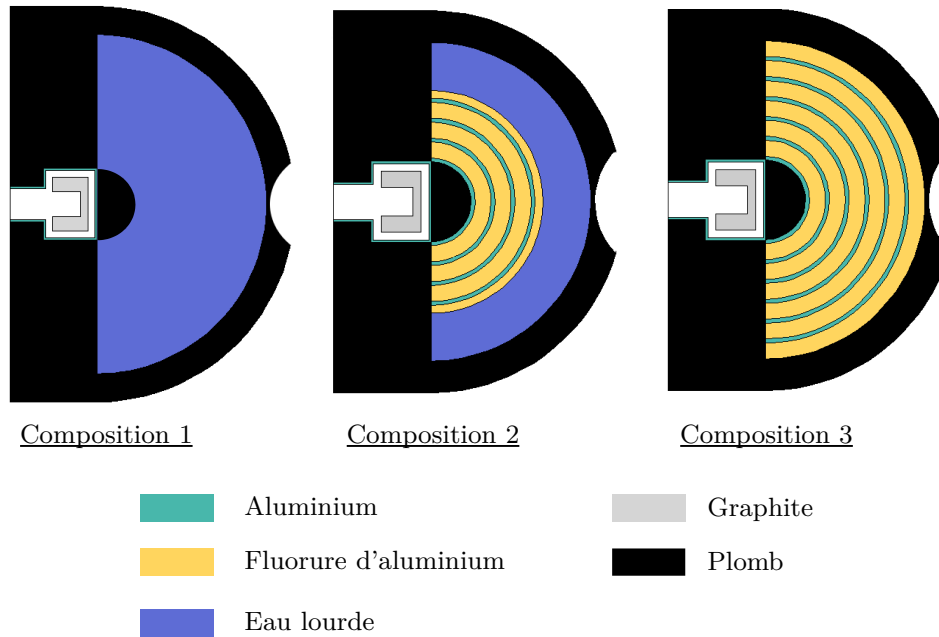 Composition 1
Composition 2
Composition 3
Aluminium
Graphite
Fluorure d'aluminium
Plomb
Eau lourde